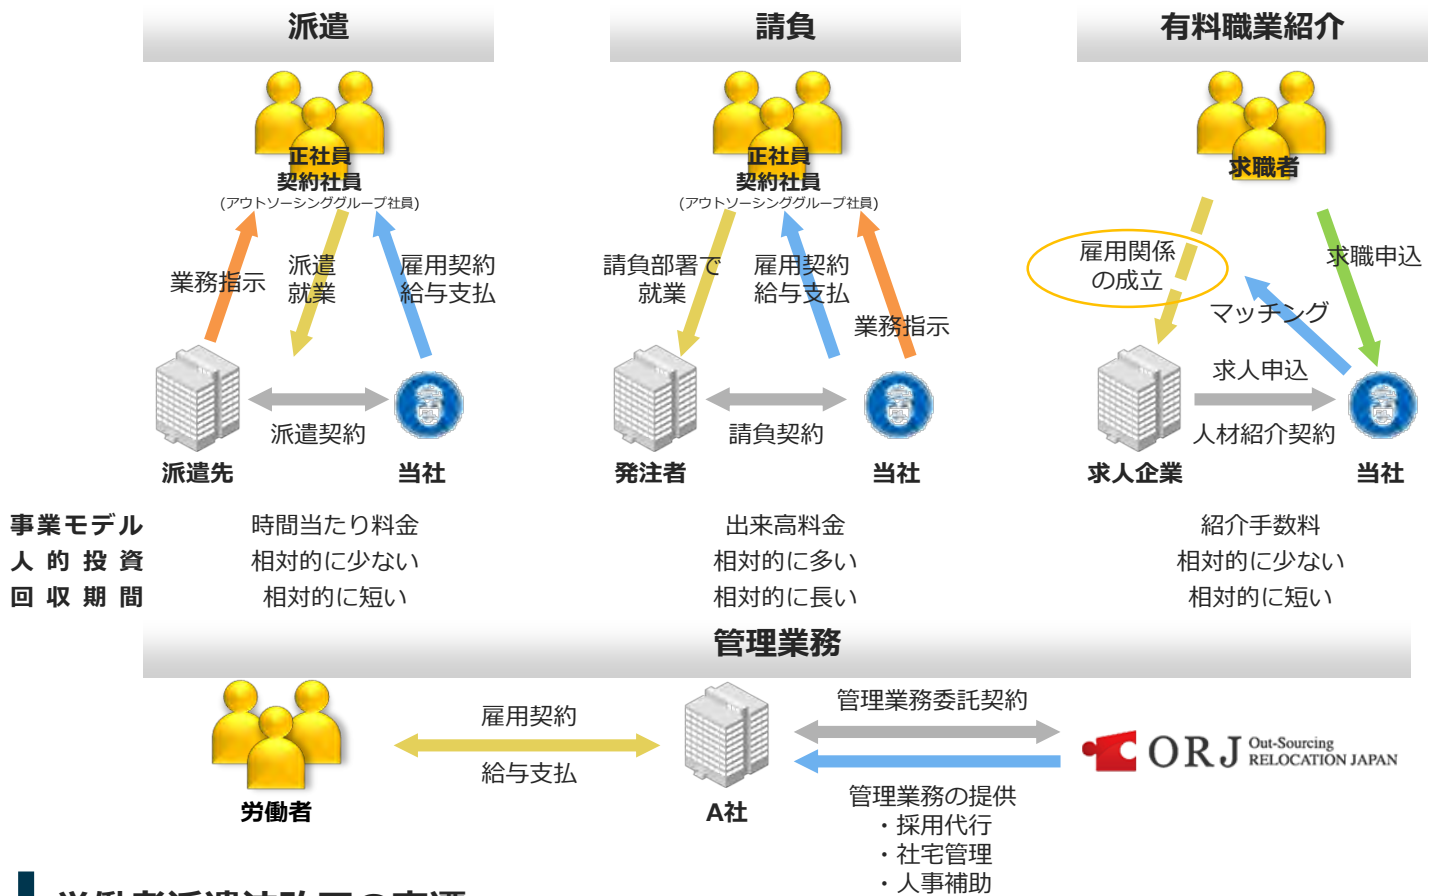 派遣
正社員
契約社員
(アウトソーシンググループ社員)
業務指示
派遣
就業
雇用契約
給与支払
派遣契約
派遣先
当社
請負
正社員
契約社員
(アウトソーシンググループ社員)
請負部署で
就業
雇用契約
給与支払
業務指示
請負契約
発注者
当社
有料職業紹介
求職者
雇用関係
の成立
求職申込
マッチング
求人申込
人材紹介契約
求人企業
当社
事業モデル 時間当たり料金 出来高料金 紹介手数料
人的投資 相対的に少ない 相対的に多い 相対的に少ない
回収期間 相対的に短い 相対的に長い 相対的に短い
管理業務
雇用契約
給与支払
労働者
A社
管理業務委託契約
ORJ Out-Sourcing
RELOCATION JAPAN
管理業務の提供
・採用代行
・社宅管理
・人事補助